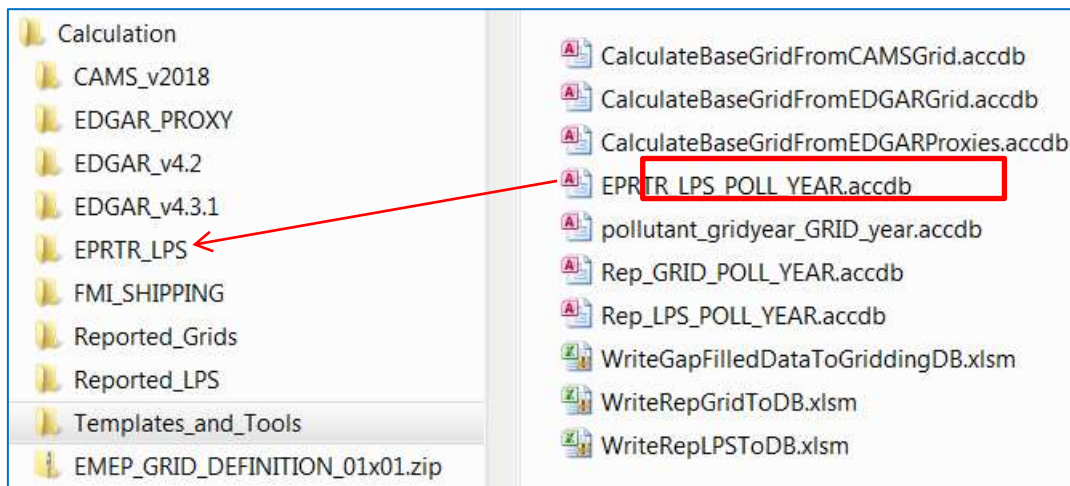 Calculation
CAMS_v2018
EDGAR_PROXY
EDGAR_v4.2
EDGAR_v4.3.1
EPRTR_LPS
FMI_SHIPPING
Reported_Grids
Reported_LPS
Templates_and_Tools
EMEP_GRID_DEFINITION_01x01.zip
CalculateBaseGridFromCAMSGrid.accdb
CalculateBaseGridFromEDGARGrid.accdb
CalculateBaseGridFromEDGARProxies.accdb
EPRTR_LPS_POLL_YEAR.accdb
pollutant_gridyear_GRID_year.accdb
Rep_GRID_POLL_YEAR.accdb
Rep_LPS_POLL_YEAR.accdb
WriteGapFilledDataToGriddingDB.xlsm
WriteRepGridToDB.xlsm
WriteRepLPSToDB.xlsm